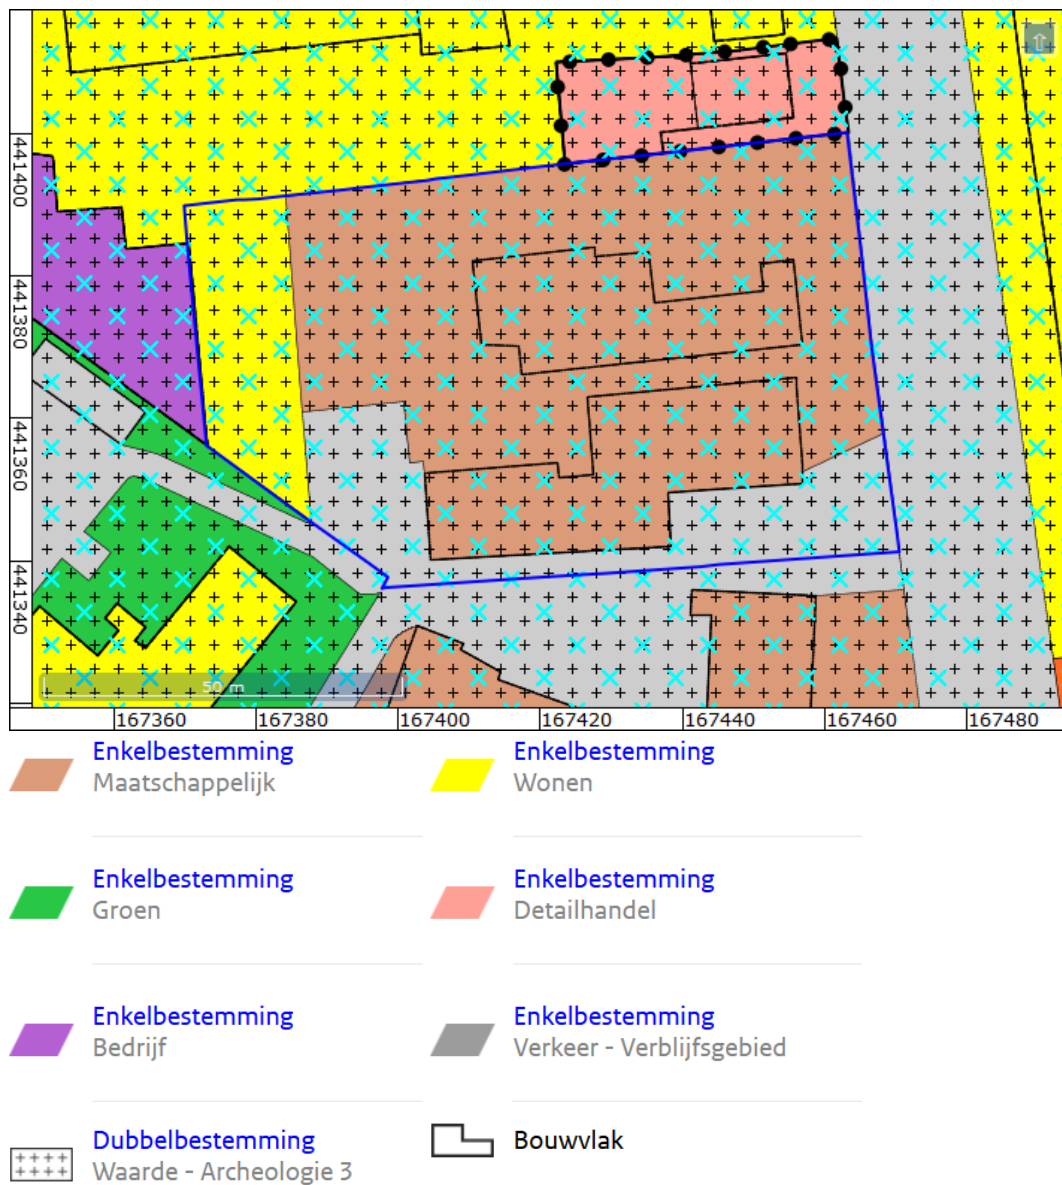 441400
441380
441360
441340
50 m
167360 167380 167400 167420 167440 167460 167480
Enkelbestemming
Maatschappelijk
Enkelbestemming
Wonen
Enkelbestemming
Groen
Enkelbestemming
Detailhandel
Enkelbestemming
Bedrijf
Enkelbestemming
Verkeer - Verblijfsgebied
Dubbelbestemming
Waarde - Archeologie 3
Bouwvlak